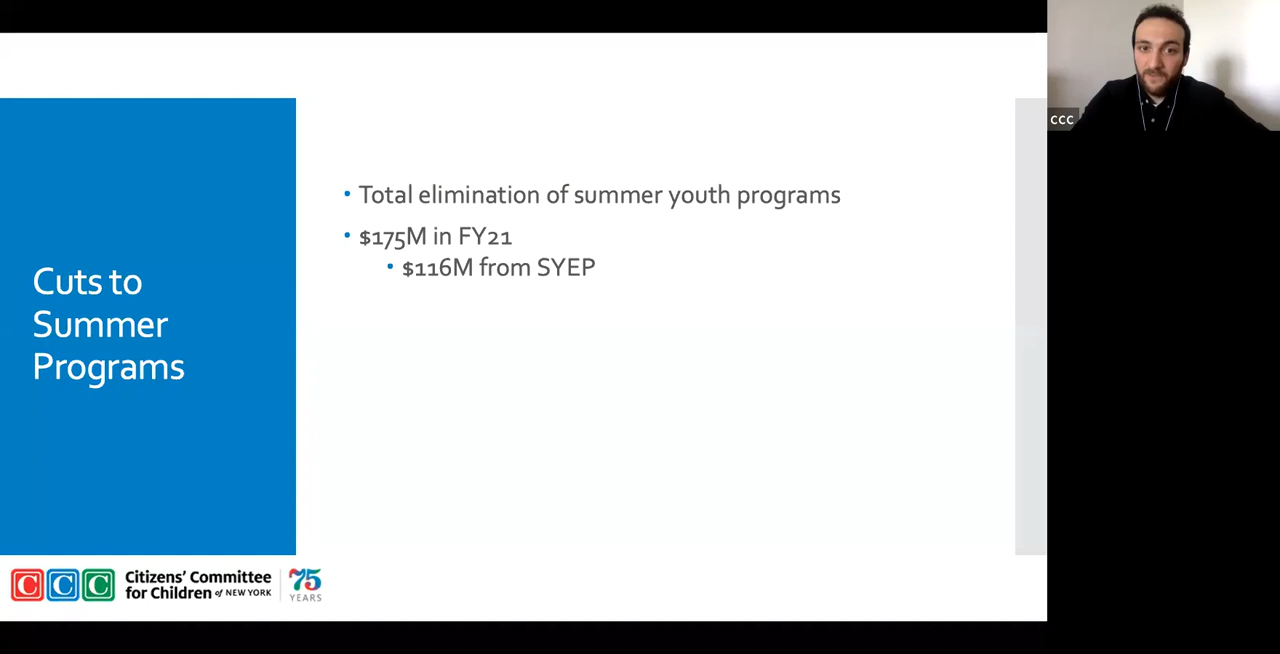 Cuts to
Summer
Programs
• Total elimination of summer youth programs
• $175M in FY21
• $116M from SYEP
CCC
C C C
Citizens' Committee
for Children of NEW YORK
75
YEARS